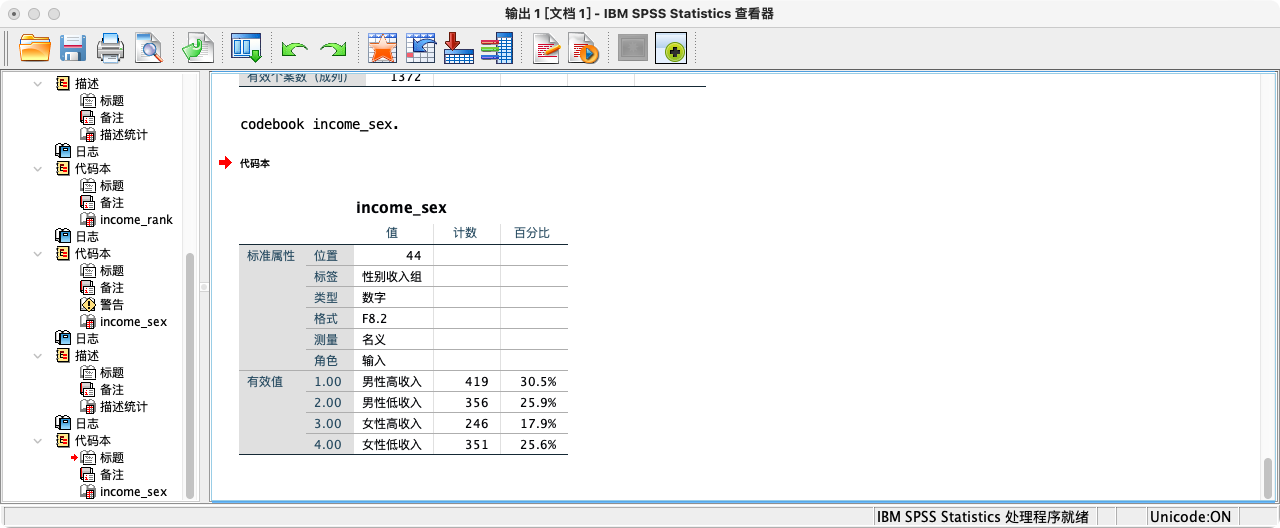 输出 1 [文档 1] - IBM SPSS Statistics 查看器
描述
标题
备注
描述统计
日志
代码本
标题
备注
income_rank
日志
代码本
标题
备注
警告
income_sex
日志
描述
标题
备注
描述统计
日志
代码本
标题
备注
income_sex
有效个案数（成列） 1372
codebook income_sex.
代码本
income_sex
值 计数 百分比
标准属性 位置 44
标签 性别收入组
类型 数字
格式 F8.2
测量 名义
角色 输入
有效值 1.00 男性高收入 419 30.5%
2.00 男性低收入 356 25.9%
3.00 女性高收入 246 17.9%
4.00 女性低收入 351 25.6%
IBM SPSS Statistics 处理程序就绪 Unicode:ON